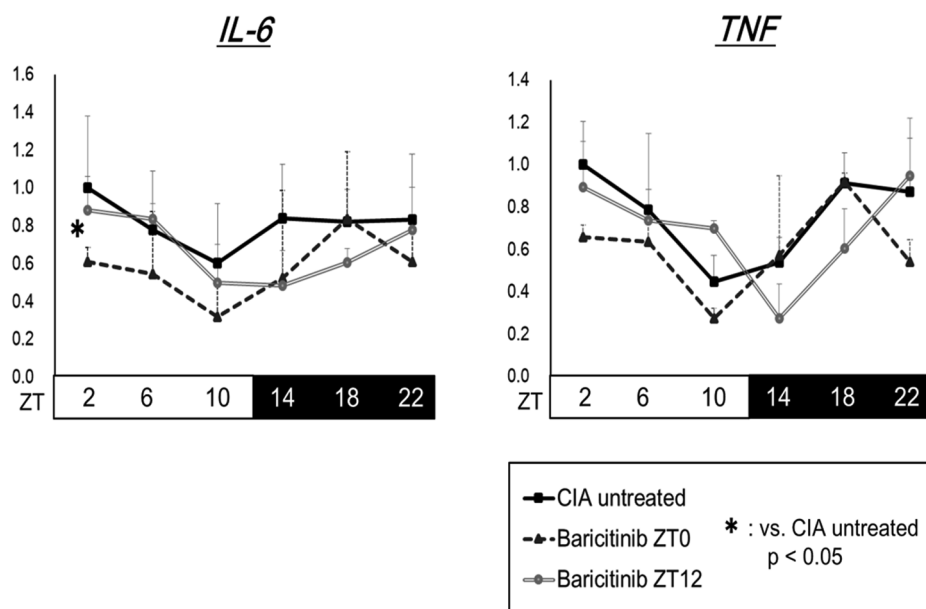 IL-6
1.6
1.4
1.2
1.0
0.8
0.6
0.4
0.2
0.0
*
ZT 2 6 10 14 18 22
TNF
1.4
1.2
1.0
0.8
0.6
0.4
0.2
0.0
ZT 2 6 10 14 18 22
CIA untreated
Baricitinib ZT0
Baricitinib ZT12
* : vs. CIA untreated
p < 0.05